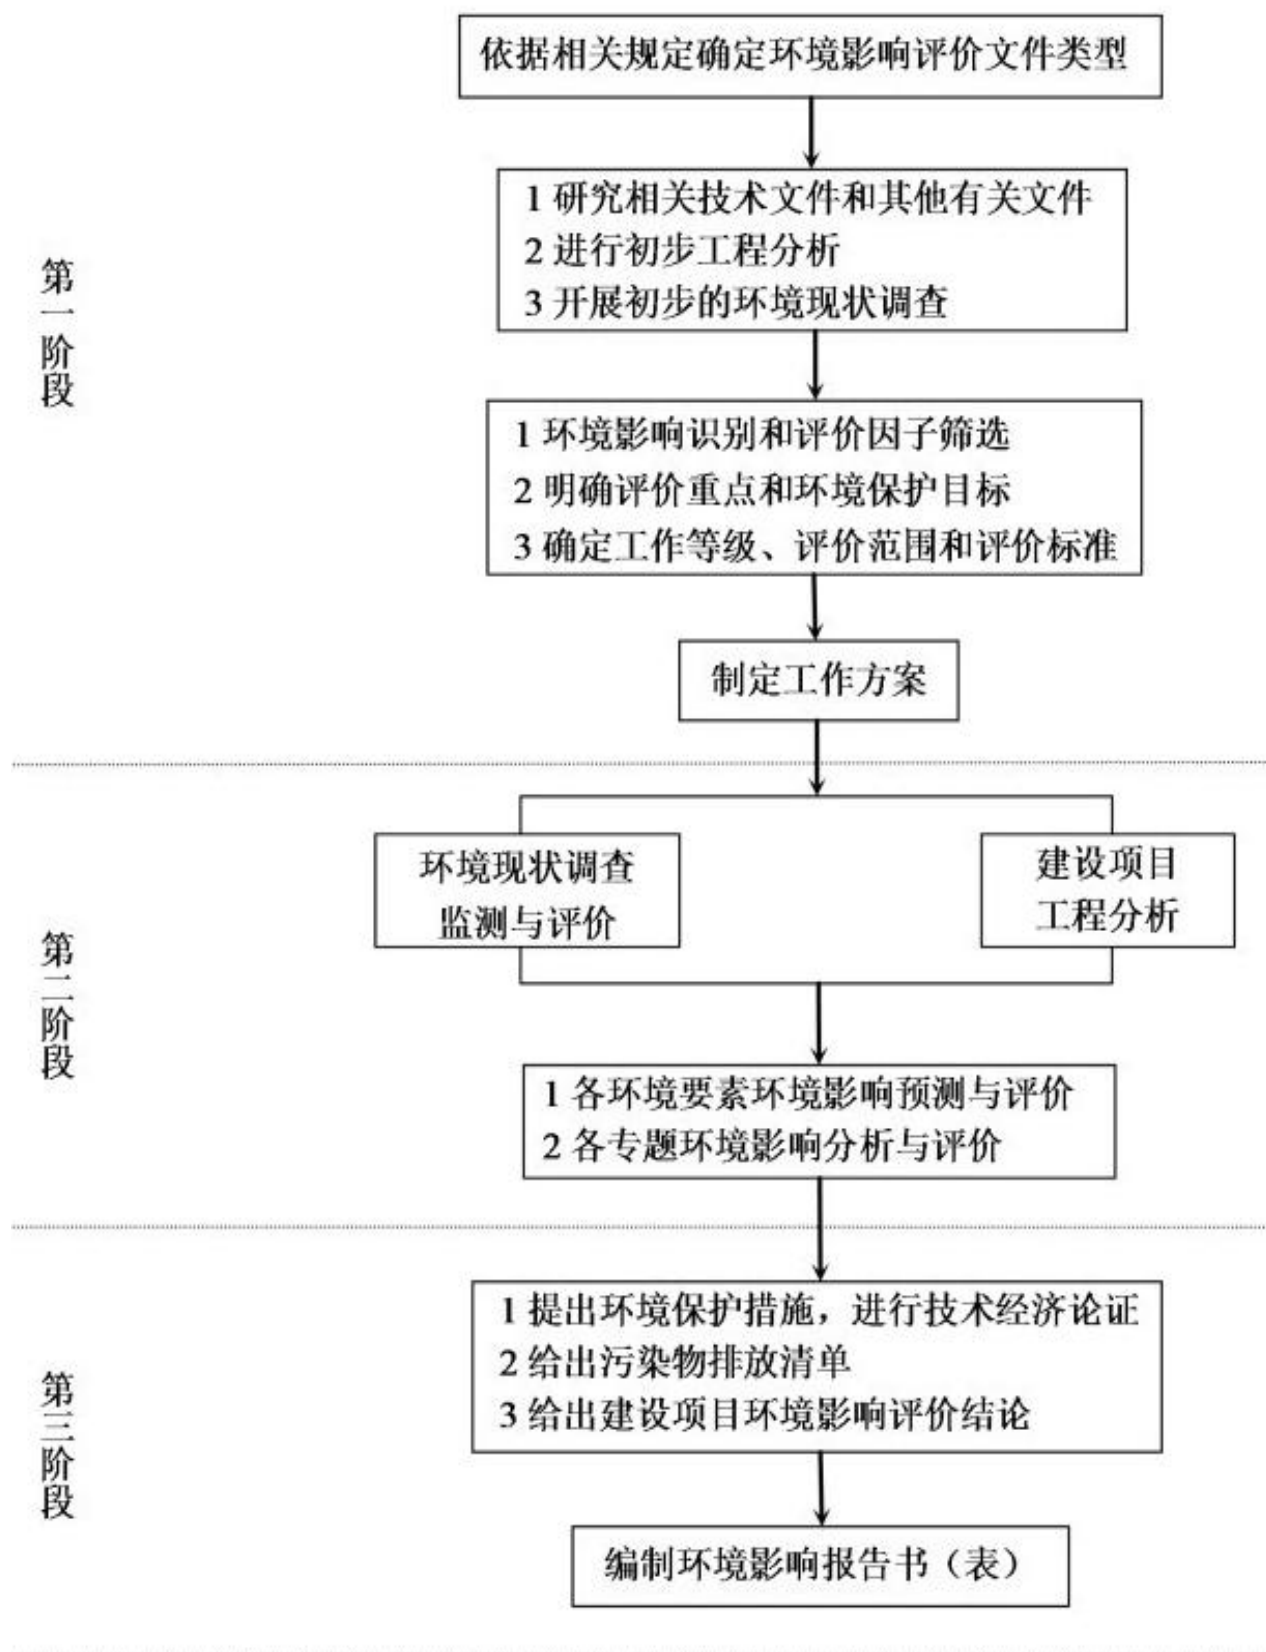 依据相关规定确定环境影响评价文件类型
1 研究相关技术文件和其他有关文件
2 进行初步工程分析
3 开展初步的环境现状调查
第一阶段
1 环境影响识别和评价因子筛选
2 明确评价重点和环境保护目标
3 确定工作等级、评价范围和评价标准
制定工作方案
环境现状调查
监测与评价
建设项目
工程分析
第二阶段
1 各环境要素环境影响预测与评价
2 各专题环境影响分析与评价
1 提出环境保护措施，进行技术经济论证
2 给出污染物排放清单
3 给出建设项目环境影响评价结论
第三阶段
编制环境影响报告书（表）